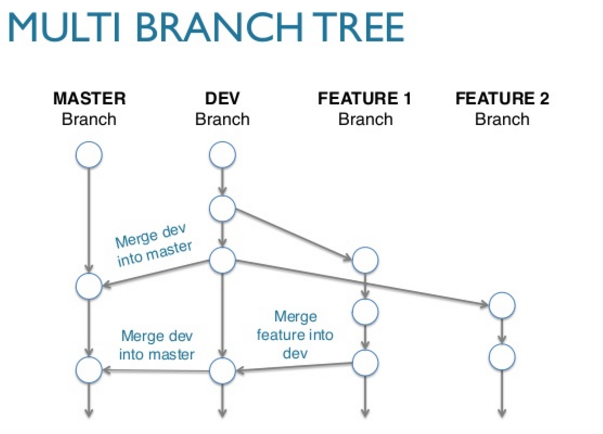 MULTI BRANCH TREE
MASTER
Branch
DEV
Branch
FEATURE 1
Branch
FEATURE 2
Branch
Merge dev
into master
Merge dev
into master
Merge
feature into
dev